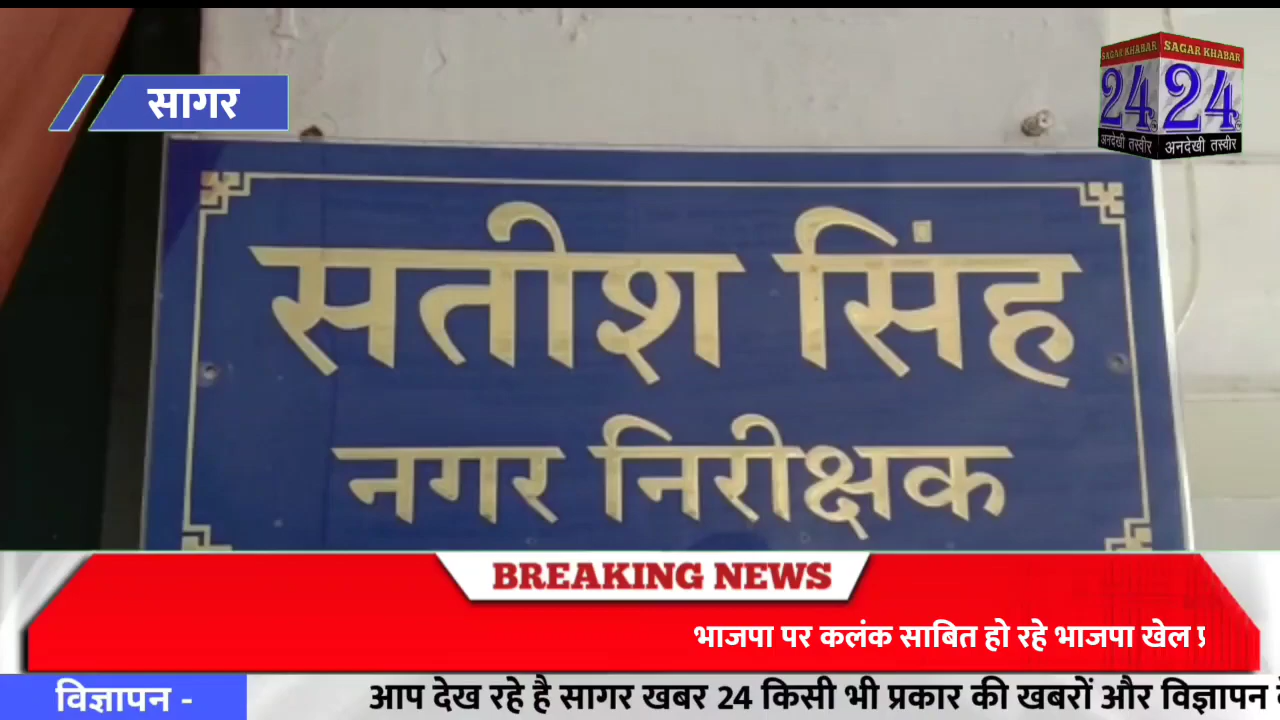 सागर
SAGAR KHABAR SAGAR KHABAR
24 24
अनदेखी तस्वीर अनदेखी तस्वीर
सतीश सिंह
नगर निरीक्षक
BREAKING NEWS
भाजपा पर कलंक साबित हो रहे भाजपा खेल
विज्ञापन - आप देख रहे है सागर खबर 24 किसी भी प्रकार की खबरों और विज्ञापन